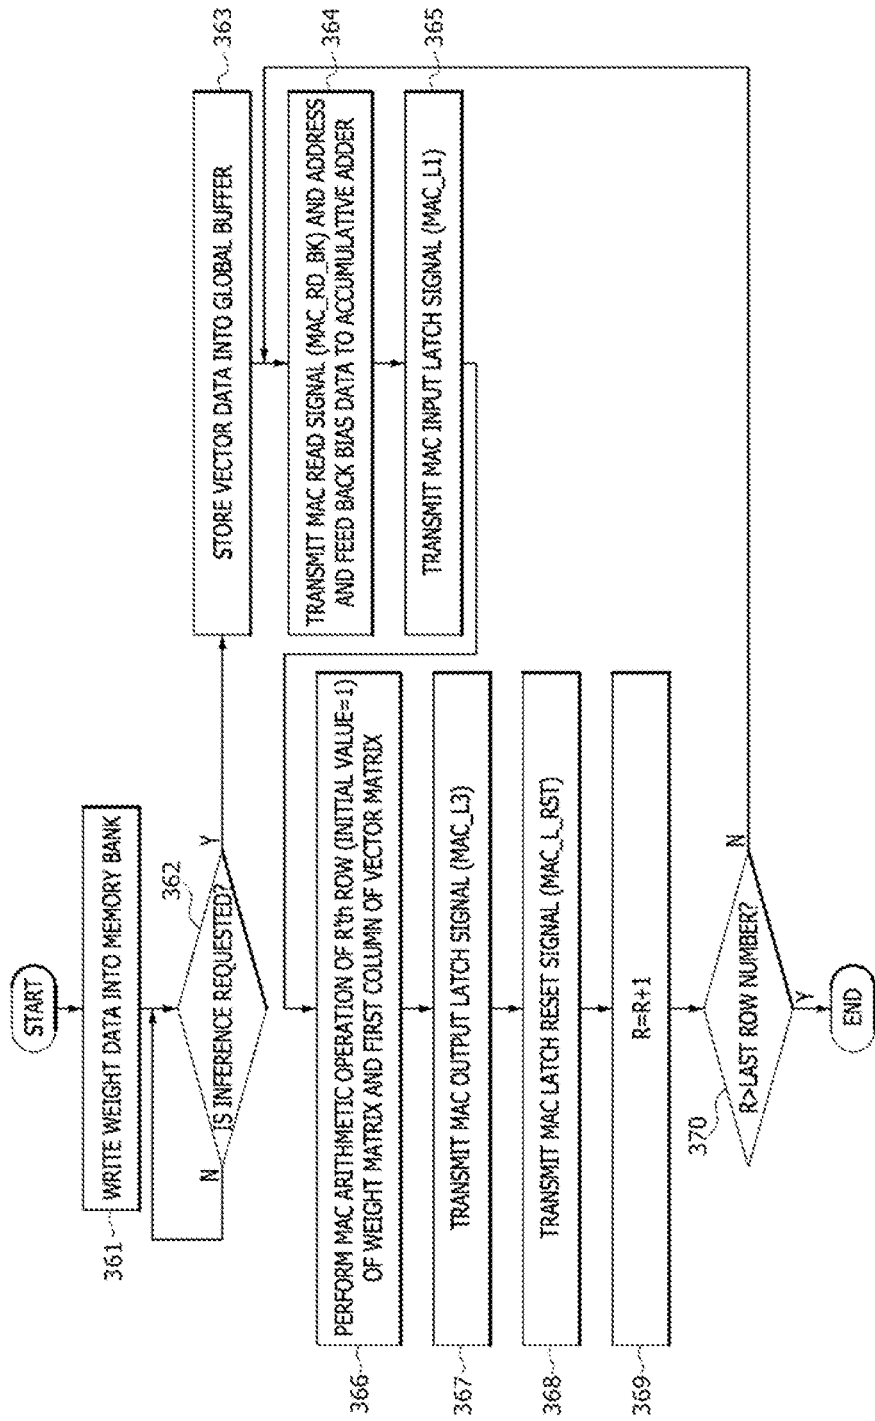 START
361
WRITE WEIGHT DATA INTO MEMORY BANK
362
IS INFERENCE REQUESTED?
N
Y
363
STORE VECTOR DATA INTO GLOBAL BUFFER
364
TRANSMIT MAC READ SIGNAL (MAC_RD_BK) AND ADDRESS
AND FEED BACK BIAS DATA TO ACCUMULATIVE ADDER
365
TRANSMIT MAC INPUT LATCH SIGNAL (MAC_L1)
366
PERFORM MAC ARITHMETIC OPERATION OF R'th ROW (INITIAL VALUE=1)
OF WEIGHT MATRIX AND FIRST COLUMN OF VECTOR MATRIX
367
TRANSMIT MAC OUTPUT LATCH SIGNAL (MAC_L3)
368
TRANSMIT MAC LATCH RESET SIGNAL (MAC_L_RST)
369
R=R+1
370
R>LAST ROW NUMBER?
N
Y
END